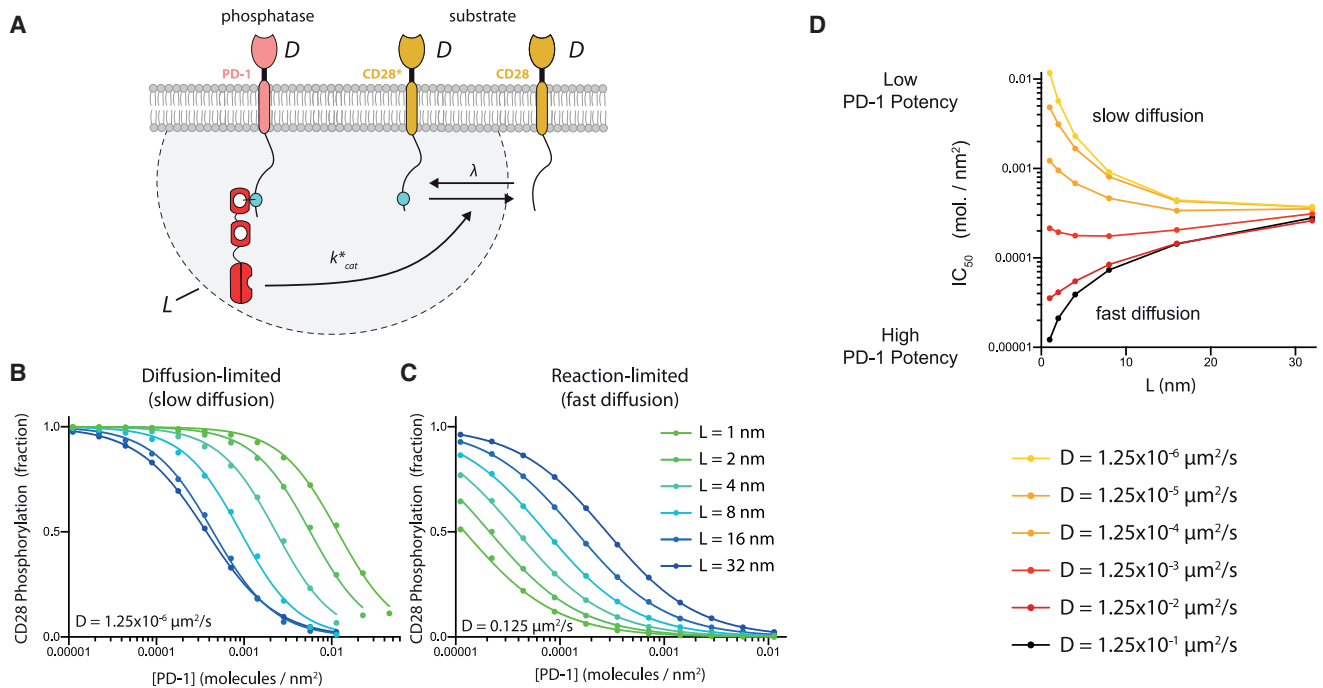 A
phosphatase
substrate
D
D
D
PD-1
CD28*
CD28
λ
k*cat
L
B
Diffusion-limited
(slow diffusion)
CD28 Phosphorylation (fraction)
1.0
0.5
0.0
D = 1.25x10-6 μm2/s
0.00001
0.0001
0.001
0.01
[PD-1] (molecules / nm2)
C
Reaction-limited
(fast diffusion)
CD28 Phosphorylation (fraction)
1.0
0.5
0.0
L = 1 nm
L = 2 nm
L = 4 nm
L = 8 nm
L = 16 nm
L = 32 nm
D = 0.125 μm2/s
0.00001
0.0001
0.001
0.01
[PD-1] (molecules / nm2)
D
Low
PD-1 Potency
High
PD-1 Potency
IC50 (mol. / nm2)
0.01
0.001
0.0001
0.00001
slow diffusion
fast diffusion
0
10
20
30
L (nm)
D = 1.25x10-6 μm2/s
D = 1.25x10-5 μm2/s
D = 1.25x10-4 μm2/s
D = 1.25x10-3 μm2/s
D = 1.25x10-2 μm2/s
D = 1.25x10-1 μm2/s